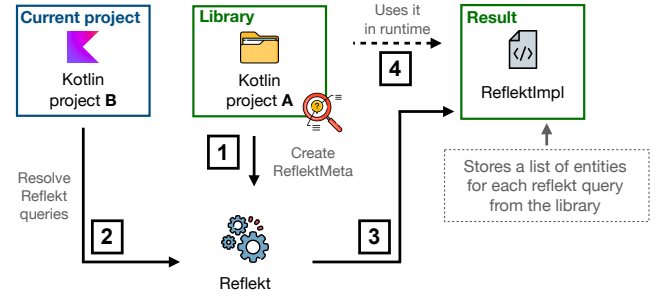 Current project
Kotlin
project B
Library
Kotlin
project A
Uses it
in runtime
4
Result
</>
ReflektImpl
1
Create
ReflektMeta
Resolve
Reflekt
queries
2
3
Stores a list of entities
for each reflekt query
from the library
?
Reflekt